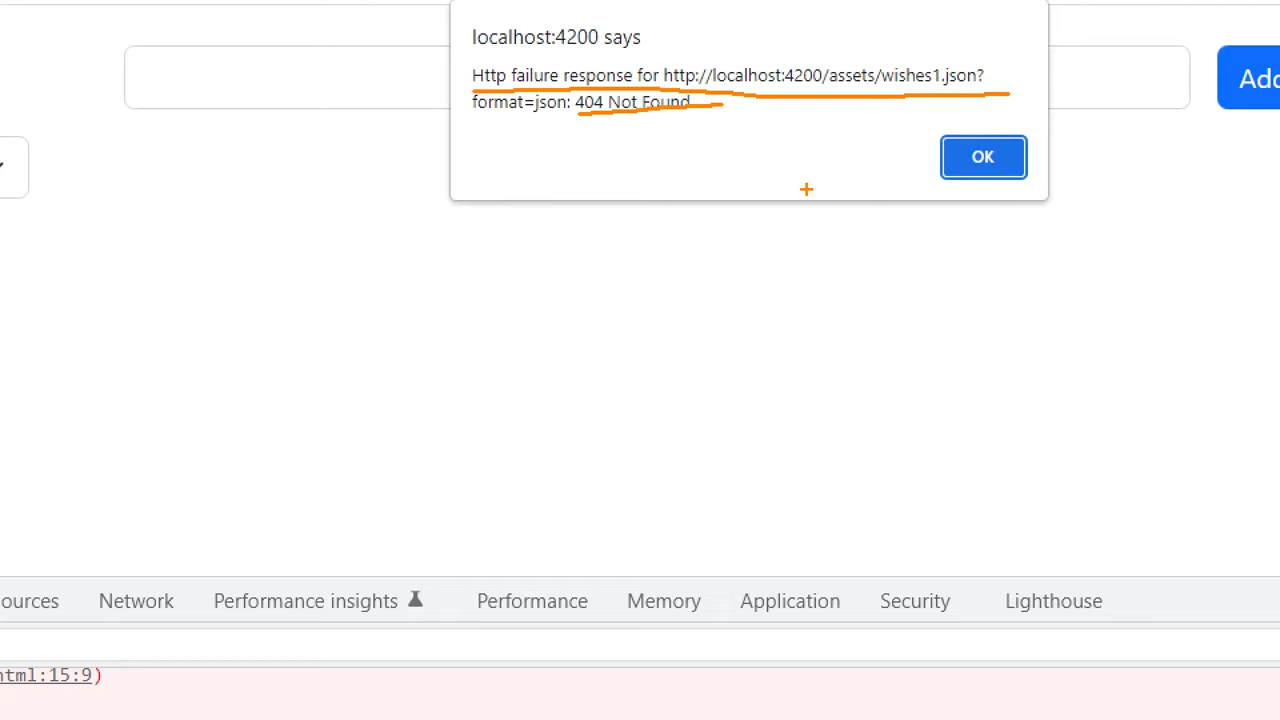 localhost:4200 says
Http failure response for http://localhost:4200/assets/wishes1.json?
format=json: 404 Not Found
Add
OK
ources Network Performance insights Performance Memory Application Security Lighthouse
html:15:9)